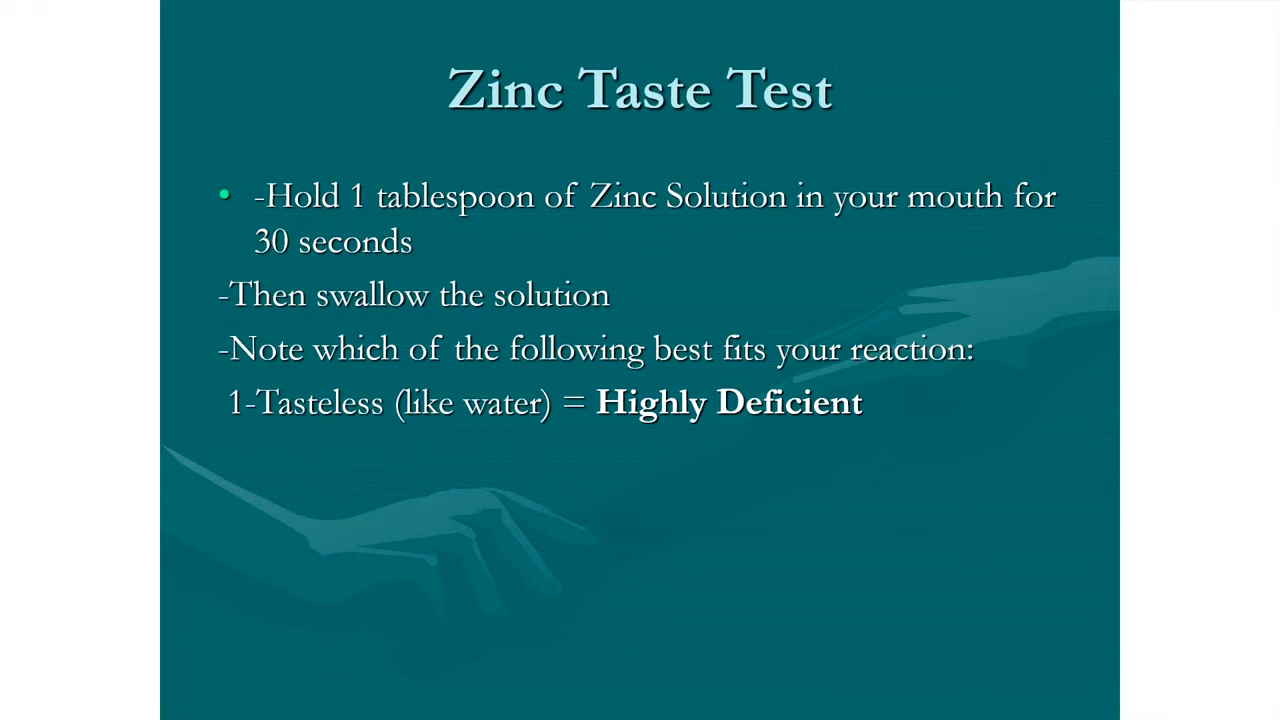 Zinc Taste Test
• -Hold 1 tablespoon of Zinc Solution in your mouth for
30 seconds
-Then swallow the solution
-Note which of the following best fits your reaction:
1-Tasteless (like water) = Highly Deficient